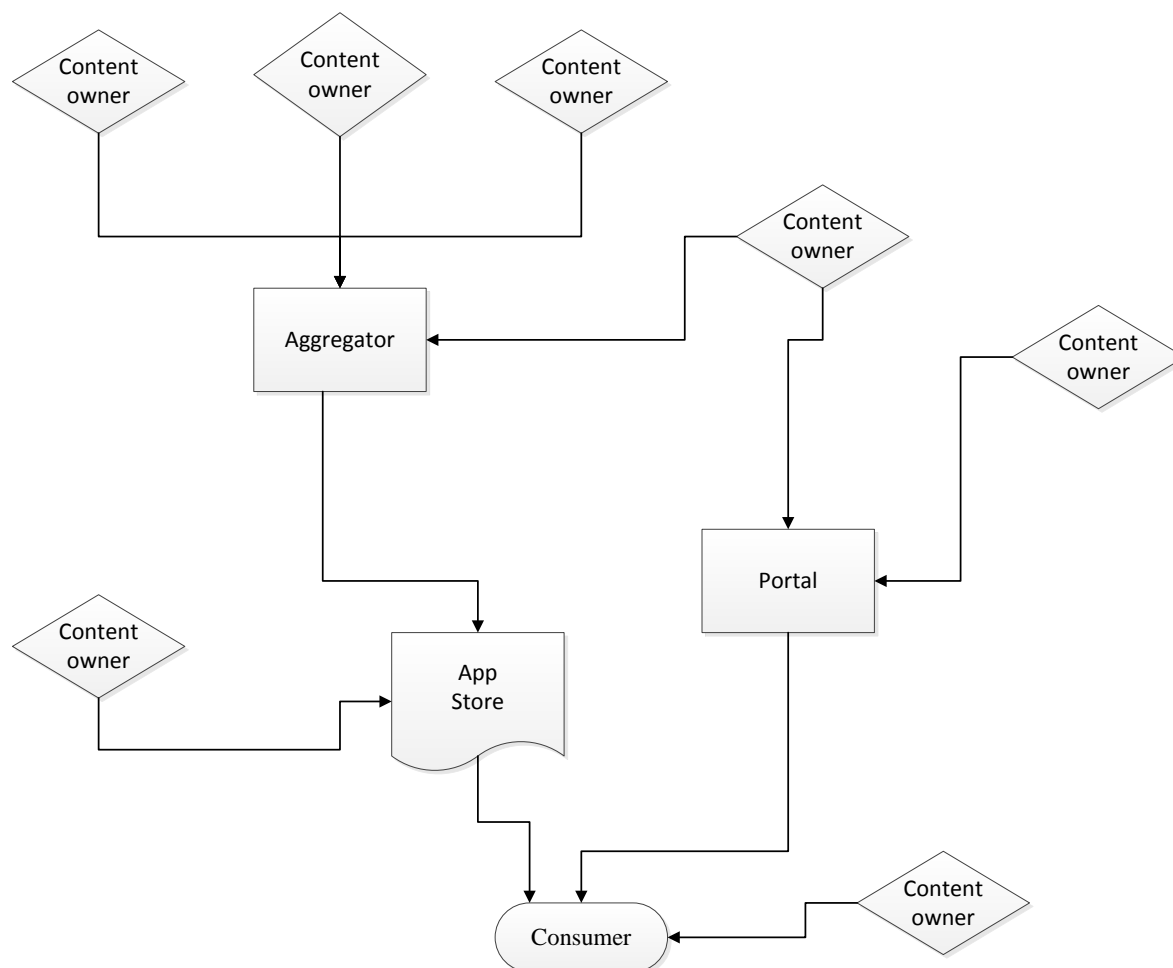 Content
owner
Content
owner
Content
owner
Content
owner
Aggregator
Content
owner
Portal
Content
owner
App
Store
Content
owner
Consumer